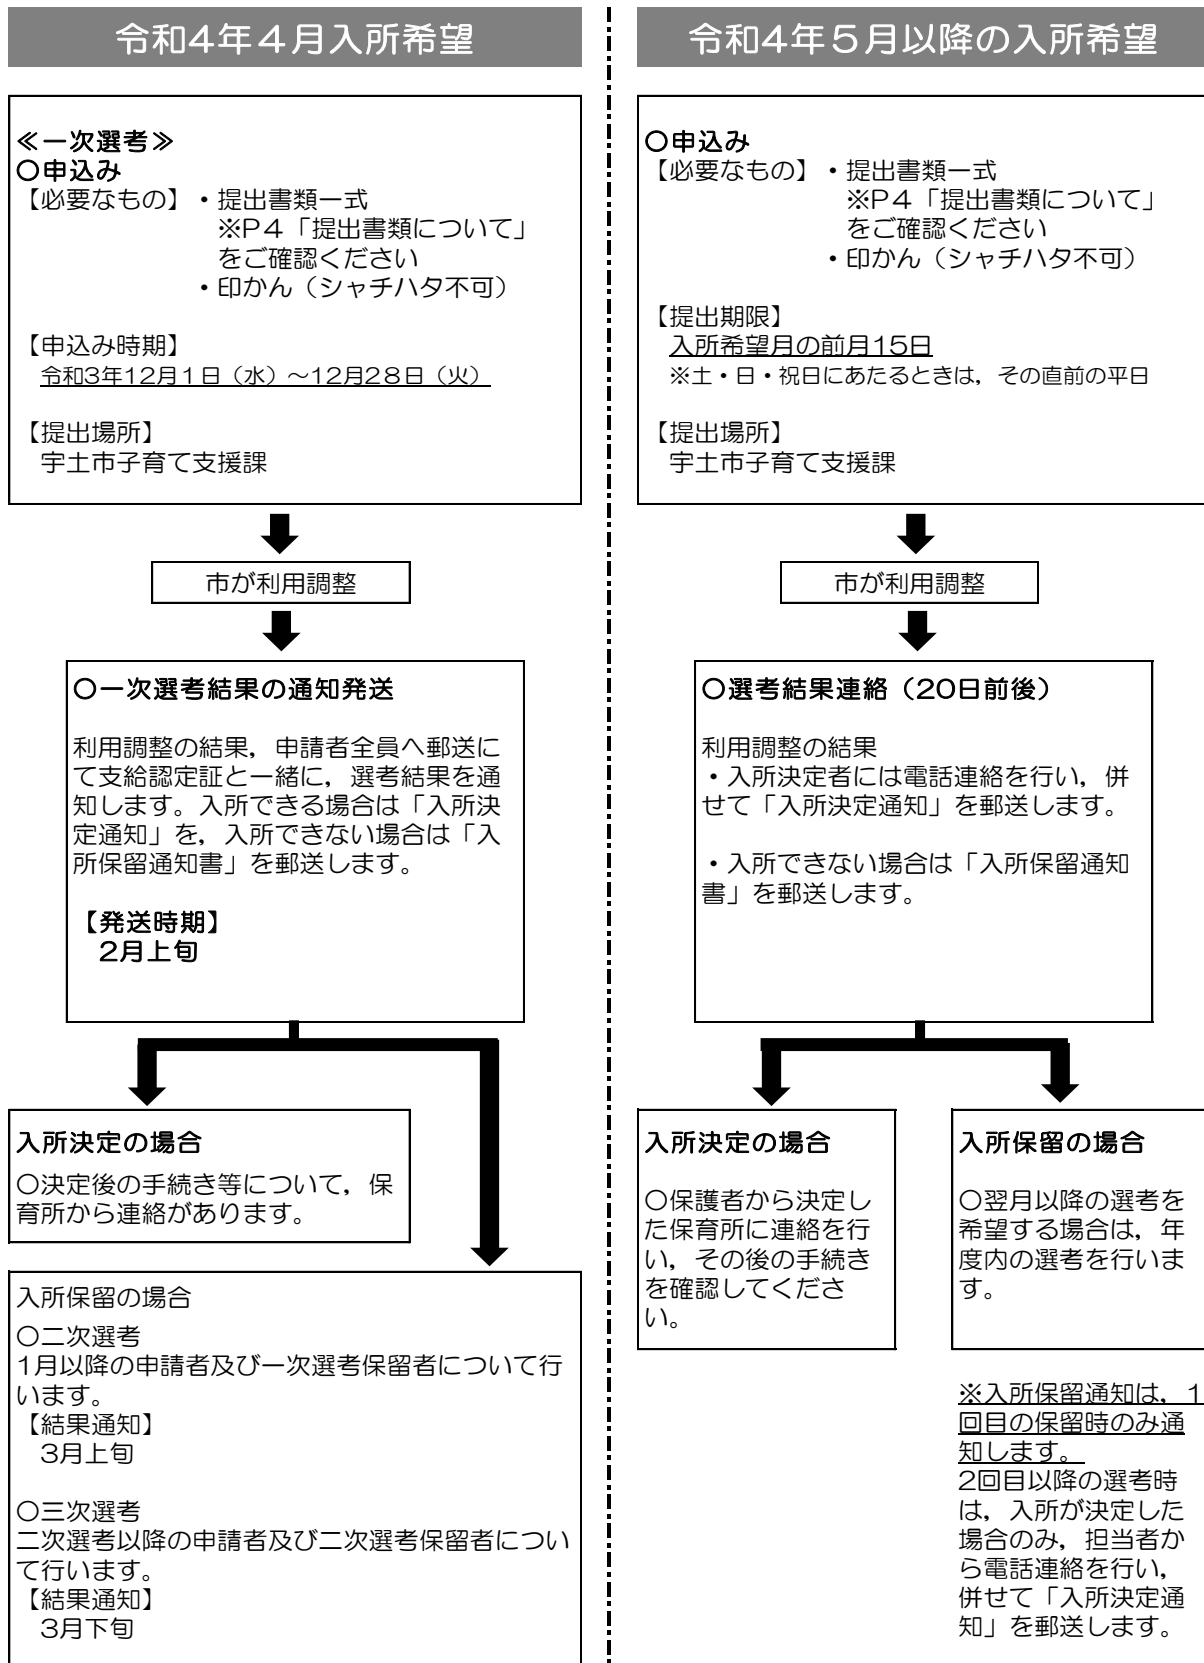 令和4年４月入所希望
≪一次選考≫
〇申込み
【必要なもの】・提出書類一式
※P４「提出書類について」
をご確認ください
・印かん（シャチハタ不可）
【申込み時期】
令和3年12月１日（水）～12月28日（火）
【提出場所】
宇土市子育て支援課
市が利用調整
〇一次選考結果の通知発送
利用調整の結果，申請者全員へ郵送に
て支給認定証と一緒に，選考結果を通
知します。入所できる場合は「入所決
定通知」を，入所できない場合は「入
所保留通知書」を郵送します。
【発送時期】
2月上旬
入所決定の場合
〇決定後の手続き等について，保
育所から連絡があります。
入所保留の場合
〇二次選考
1月以降の申請者及び一次選考保留者について行
います。
【結果通知】
3月上旬
〇三次選考
二次選考以降の申請者及び二次選考保留者につい
て行います。
【結果通知】
3月下旬
令和4年５月以降の入所希望
〇申込み
【必要なもの】・提出書類一式
※P４「提出書類について」
をご確認ください
・印かん（シャチハタ不可）
【提出期限】
入所希望月の前月15日
※土・日・祝日にあたるときは，その直前の平日
【提出場所】
宇土市子育て支援課
市が利用調整
〇選考結果連絡（20日前後）
利用調整の結果
・入所決定者には電話連絡を行い，併
せて「入所決定通知」を郵送します。
・入所できない場合は「入所保留通知
書」を郵送します。
入所決定の場合
〇保護者から決定し
た保育所に連絡を行
い，その後の手続き
を確認してくださ
い。
入所保留の場合
〇翌月以降の選考を
希望する場合は，年
度内の選考を行いま
す。
※入所保留通知は，1
回目の保留時のみ通
知します。
2回目以降の選考時
は，入所が決定した
場合のみ，担当者か
ら電話連絡を行い，
併せて「入所決定通
知」を郵送します。